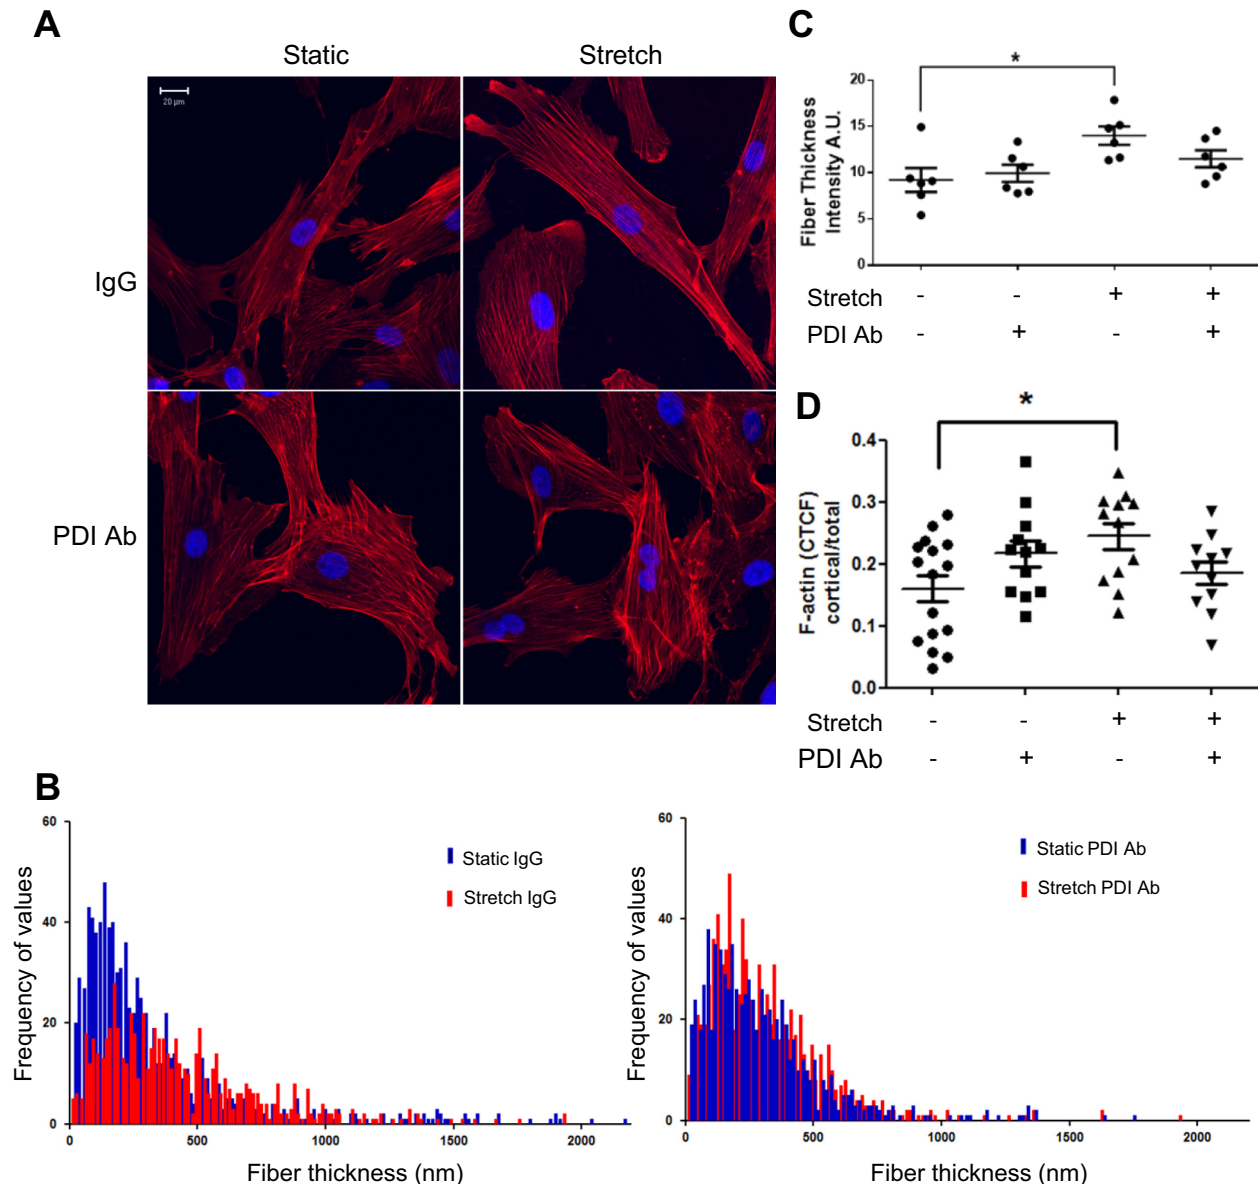 A
Static
Stretch
20 µm
IgG
PDI Ab
C
*
Fiber Thickness
Intensity A.U.
20
15
10
5
0
Stretch - - + +
PDI Ab - + - +
D
*
F-actin (CTCF)
cortical/total
0.4
0.3
0.2
0.1
0.0
Stretch - - + +
PDI Ab - + - +
B
Frequency of values
60
40
20
0
Static IgG
Stretch IgG
0 500 1000 1500 2000
Fiber thickness (nm)
Frequency of values
60
40
20
0
Static PDI Ab
Stretch PDI Ab
0 500 1000 1500 2000
Fiber thickness (nm)